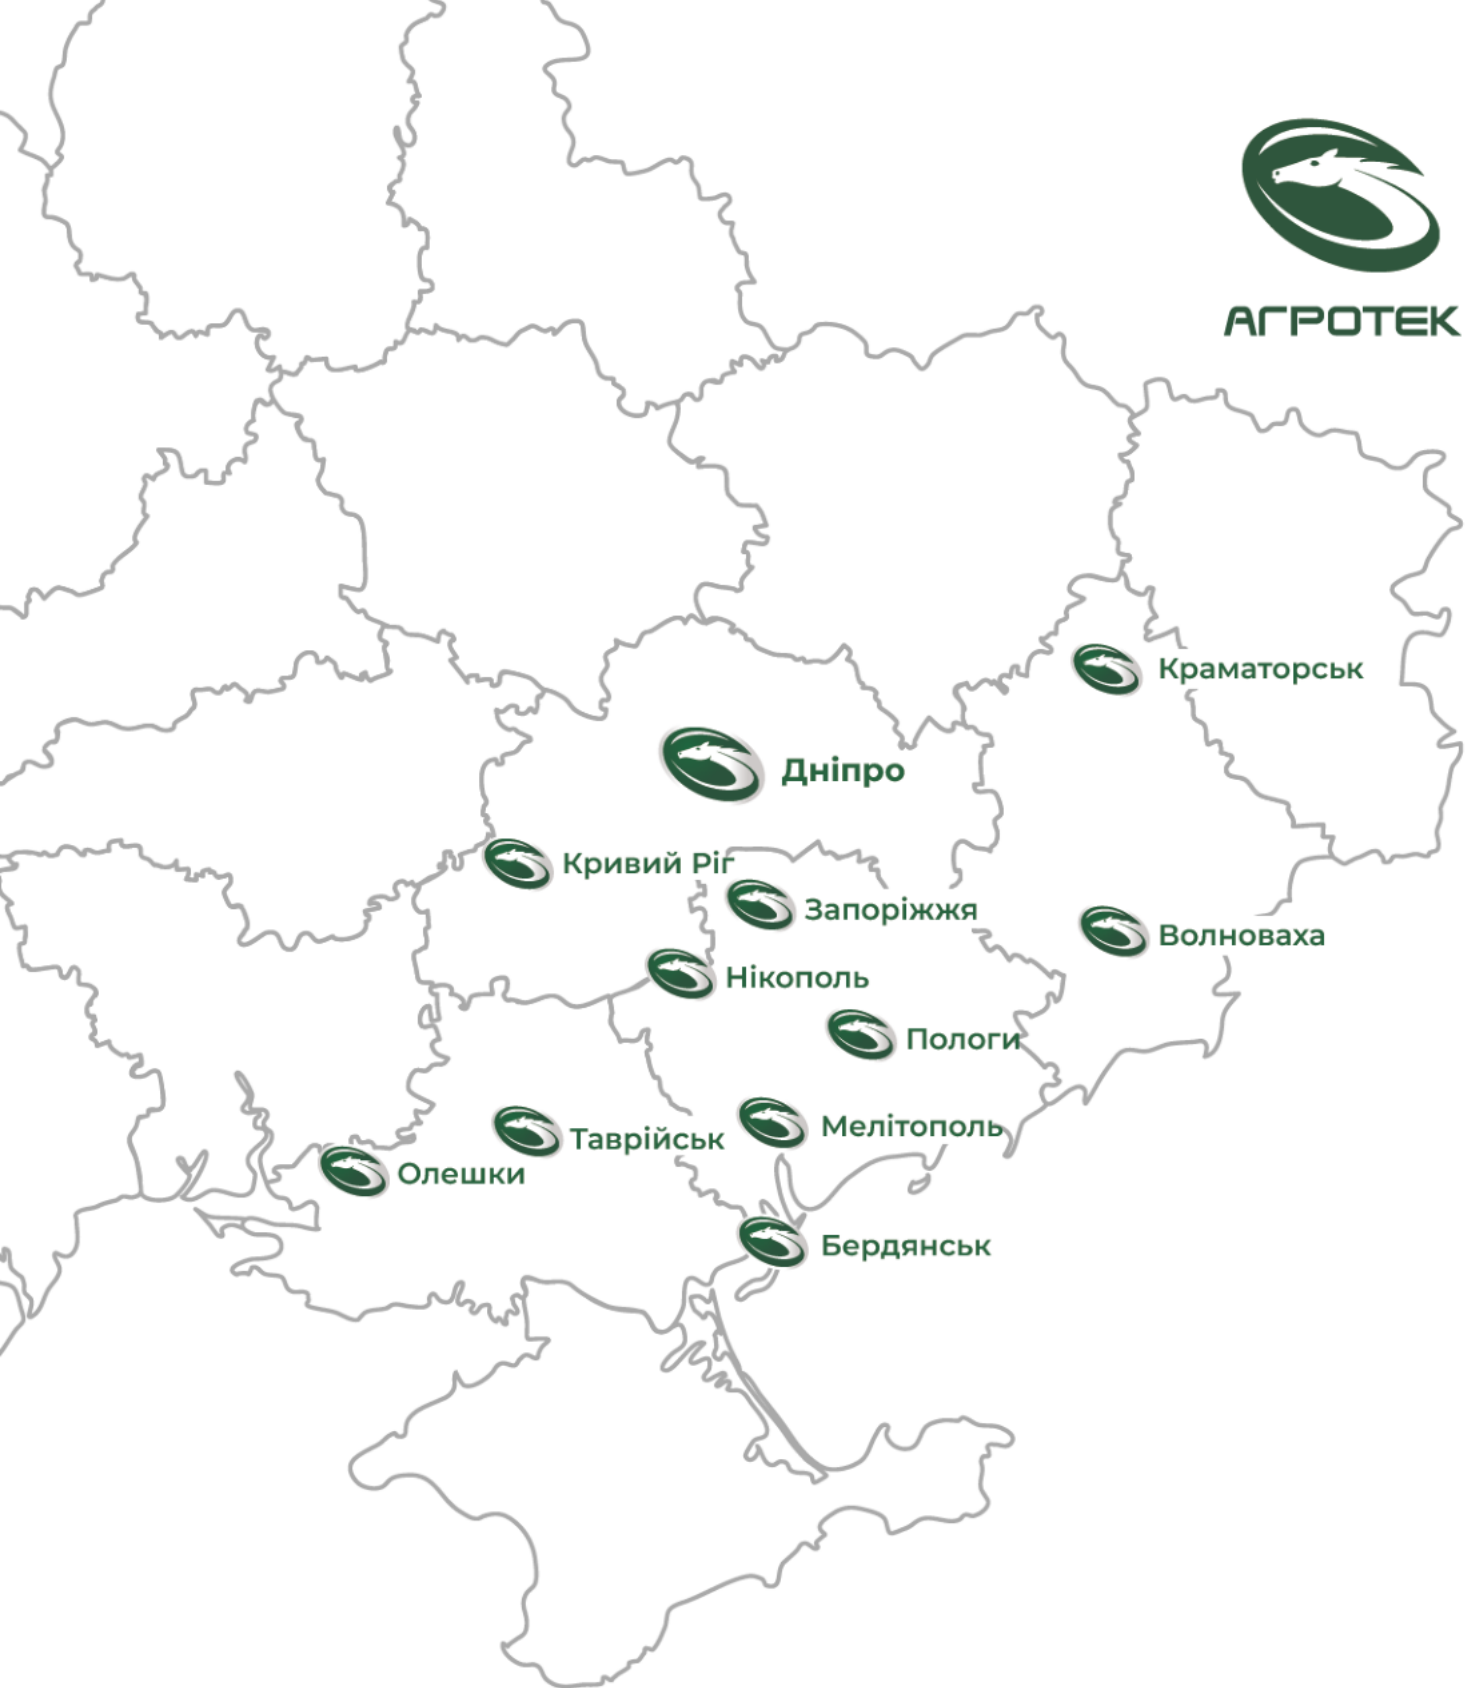 АГРОТЕК
Краматорськ
Дніпро
Кривий Ріг
Запоріжжя
Волноваха
Нікополь
Пологи
Мелітополь
Таврійськ
Олешки
Бердянськ